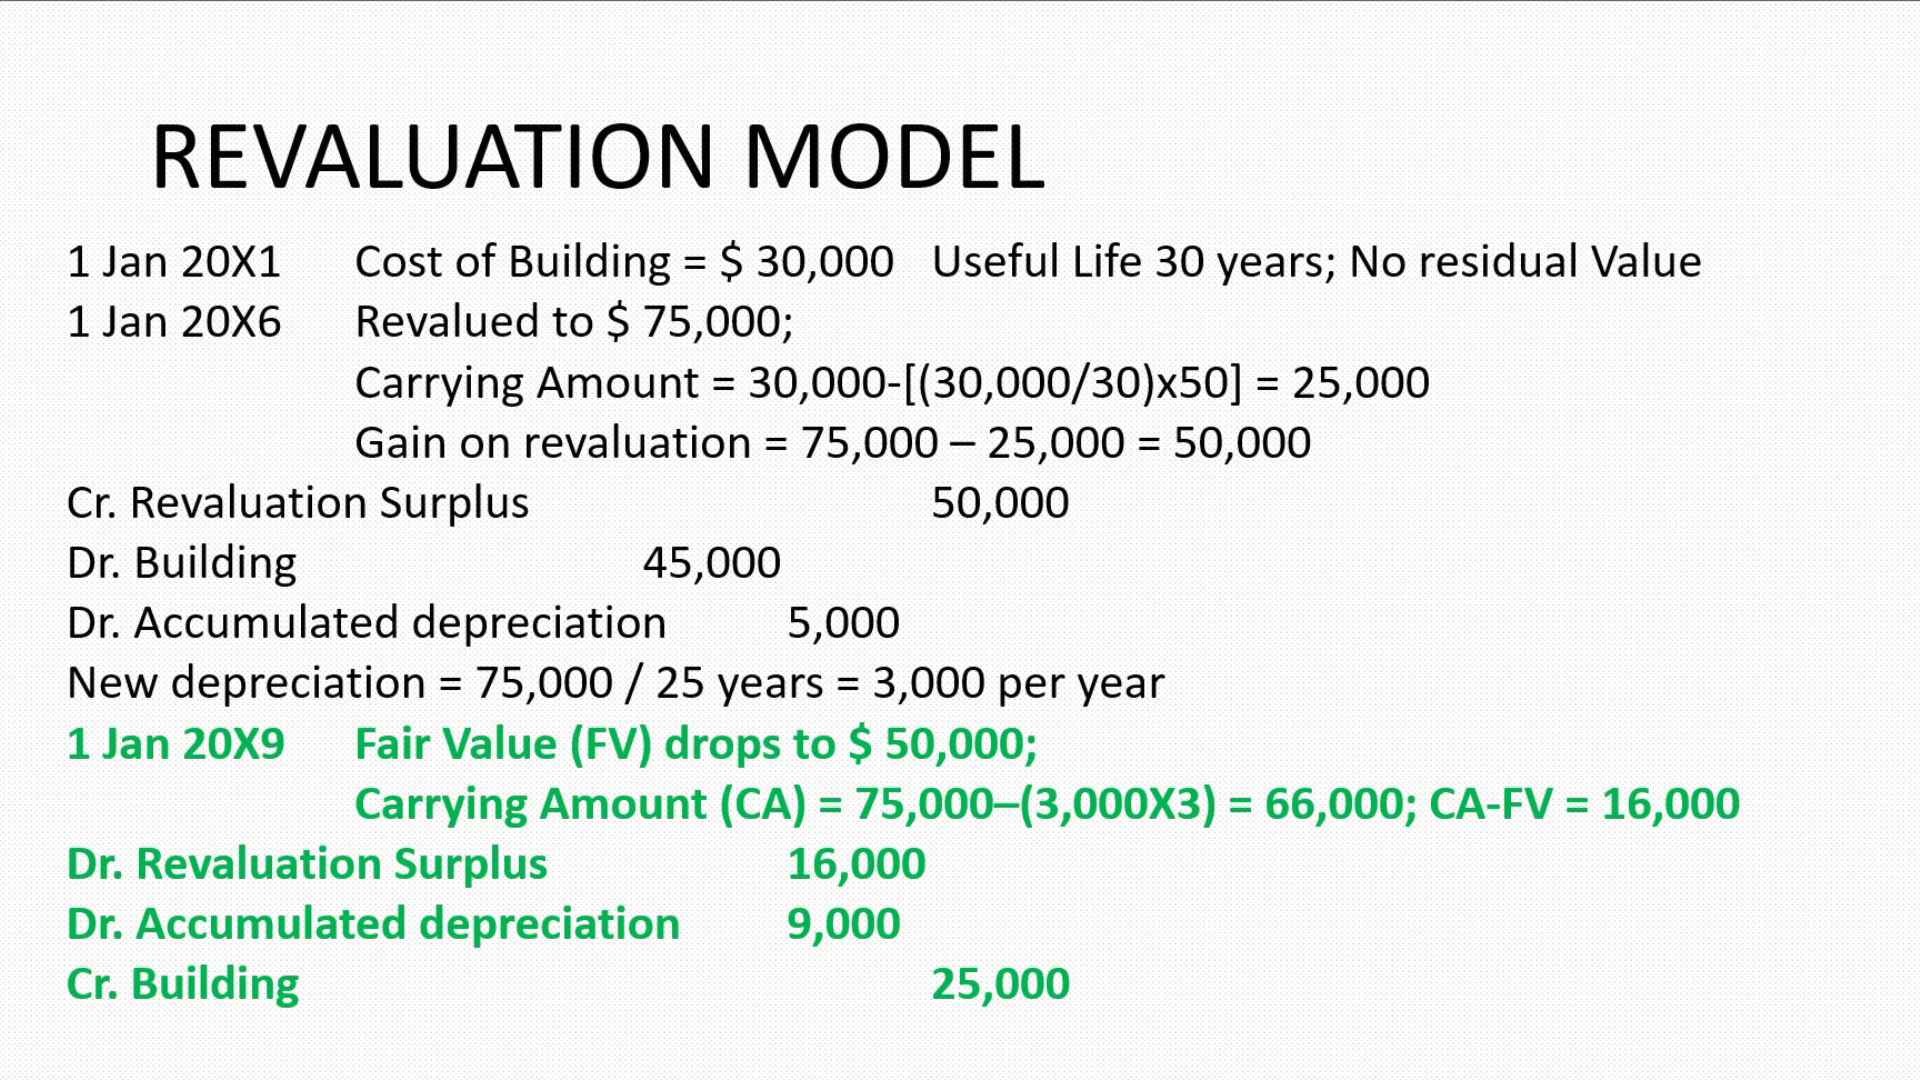 REVALUATION MODEL
1 Jan 20X1 Cost of Building = $ 30,000 Useful Life 30 years; No residual Value
1 Jan 20X6 Revalued to $ 75,000;
Carrying Amount = 30,000-[(30,000/30)x50] = 25,000
Gain on revaluation = 75,000 – 25,000 = 50,000
Cr. Revaluation Surplus 50,000
Dr. Building 45,000
Dr. Accumulated depreciation 5,000
New depreciation = 75,000 / 25 years = 3,000 per year
1 Jan 20X9 Fair Value (FV) drops to $ 50,000;
Carrying Amount (CA) = 75,000–(3,000X3) = 66,000; CA-FV = 16,000
Dr. Revaluation Surplus 16,000
Dr. Accumulated depreciation 9,000
Cr. Building 25,000